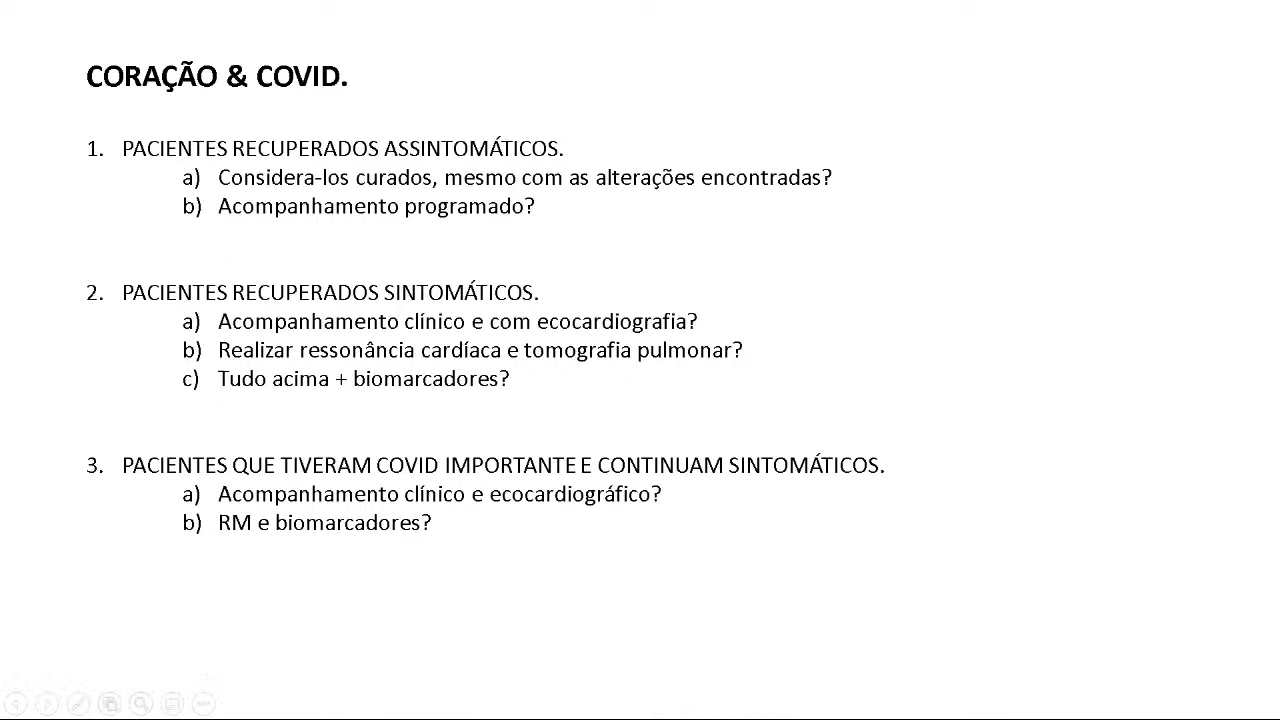 CORAÇÃO & COVID.
1. PACIENTES RECUPERADOS ASSINTOMÁTICOS.
a) Considera-los curados, mesmo com as alterações encontradas?
b) Acompanhamento programado?
2. PACIENTES RECUPERADOS SINTOMÁTICOS.
a) Acompanhamento clínico e com ecocardiografia?
b) Realizar ressonância cardíaca e tomografia pulmonar?
c) Tudo acima + biomarcadores?
3. PACIENTES QUE TIVERAM COVID IMPORTANTE E CONTINUAM SINTOMÁTICOS.
a) Acompanhamento clínico e ecocardiográfico?
b) RM e biomarcadores?